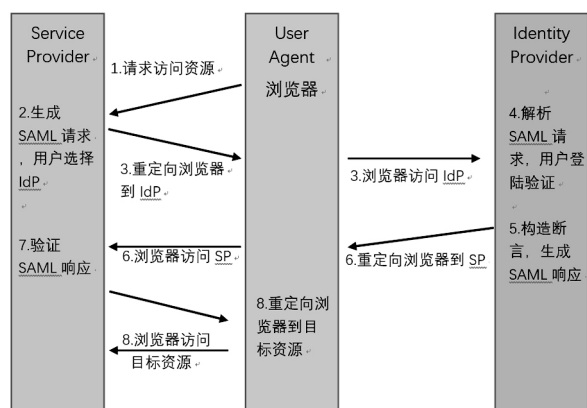 Service
Provider
User
Agent
浏览器
Identity
Provider
1.请求访问资源
2.生成
SAML 请求
，用户选择
IdP
3.重定向浏览器
到 IdP
3.浏览器访问 IdP
4.解析
SAML 请
求，用户登
陆验证
5.构造断
言，生成
SAML 响应
6.重定向浏览器到 SP
6.浏览器访问 SP
7.验证
SAML 响应
8.重定向浏
览器到目
标资源
8.浏览器访问
目标资源